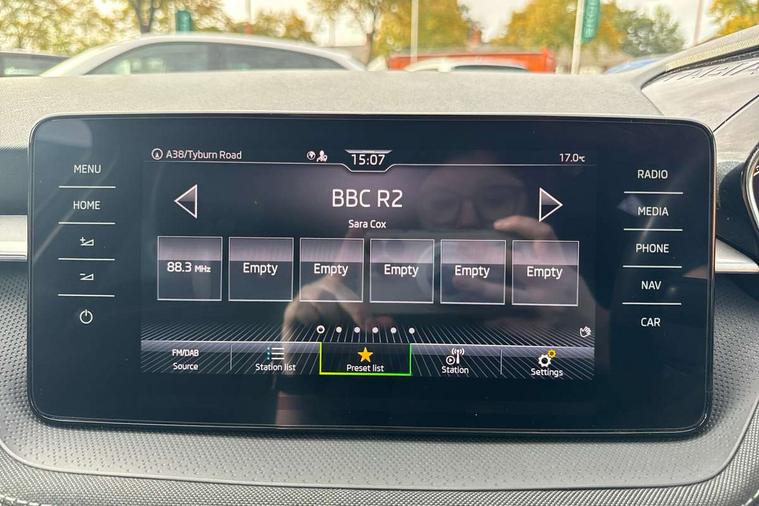 A38/Tyburn Road
15:07
17.0°C
MENU
HOME
BBC R2
Sara Cox
88.3 MHz
Empty
Empty
Empty
Empty
Empty
FM/DAB
Source
Station list
Preset list
Station
Settings
RADIO
MEDIA
PHONE
NAV
CAR